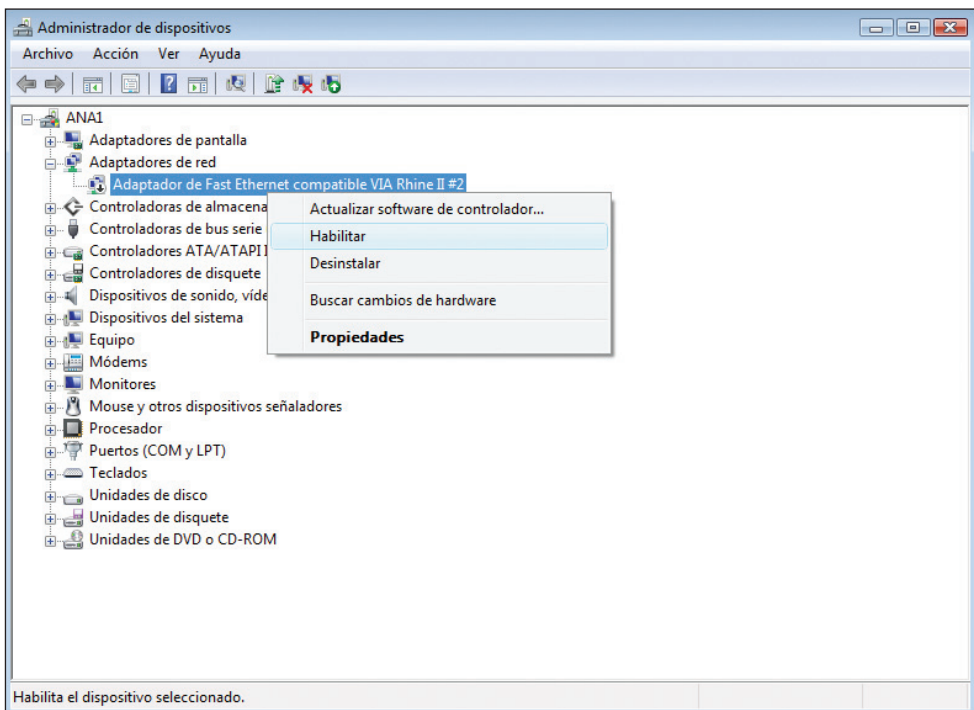 Administrador de dispositivos
Archivo Acción Ver Ayuda
ANA1
Adaptadores de pantalla
Adaptadores de red
Adaptador de Fast Ethernet compatible VIA Rhine II #2
Controladoras de almacena
Controladoras de bus serie
Controladores ATA/ATAPI I
Controladores de disquete
Dispositivos de sonido, víde
Dispositivos del sistema
Equipo
Módems
Monitores
Mouse y otros dispositivos señaladores
Procesador
Puertos (COM y LPT)
Teclados
Unidades de disco
Unidades de disquete
Unidades de DVD o CD-ROM
Actualizar software de controlador...
Habilitar
Desinstalar
Buscar cambios de hardware
Propiedades
Habilita el dispositivo seleccionado.